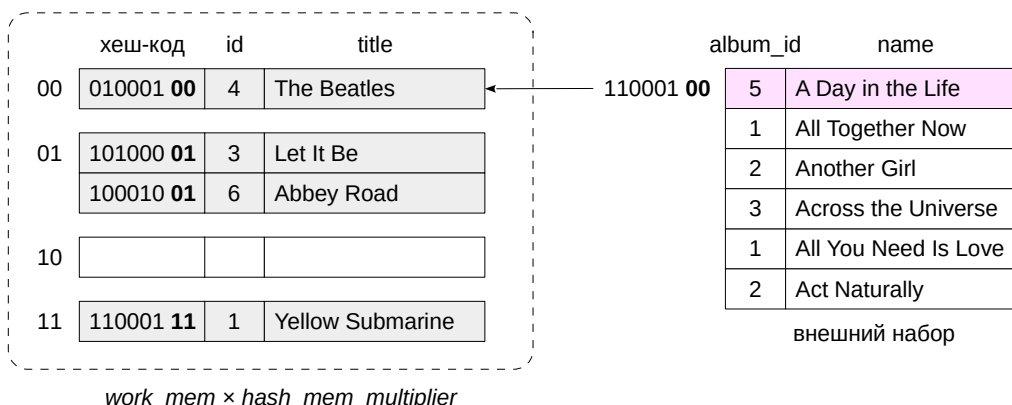 хеш-код id title
00 010001 00 4 The Beatles
01 101000 01 3 Let It Be
100010 01 6 Abbey Road
10
11 110001 11 1 Yellow Submarine
work_mem × hash_mem_multiplier
album_id name
110001 00 5 A Day in the Life
1 All Together Now
2 Another Girl
3 Across the Universe
1 All You Need Is Love
2 Act Naturally
внешний набор